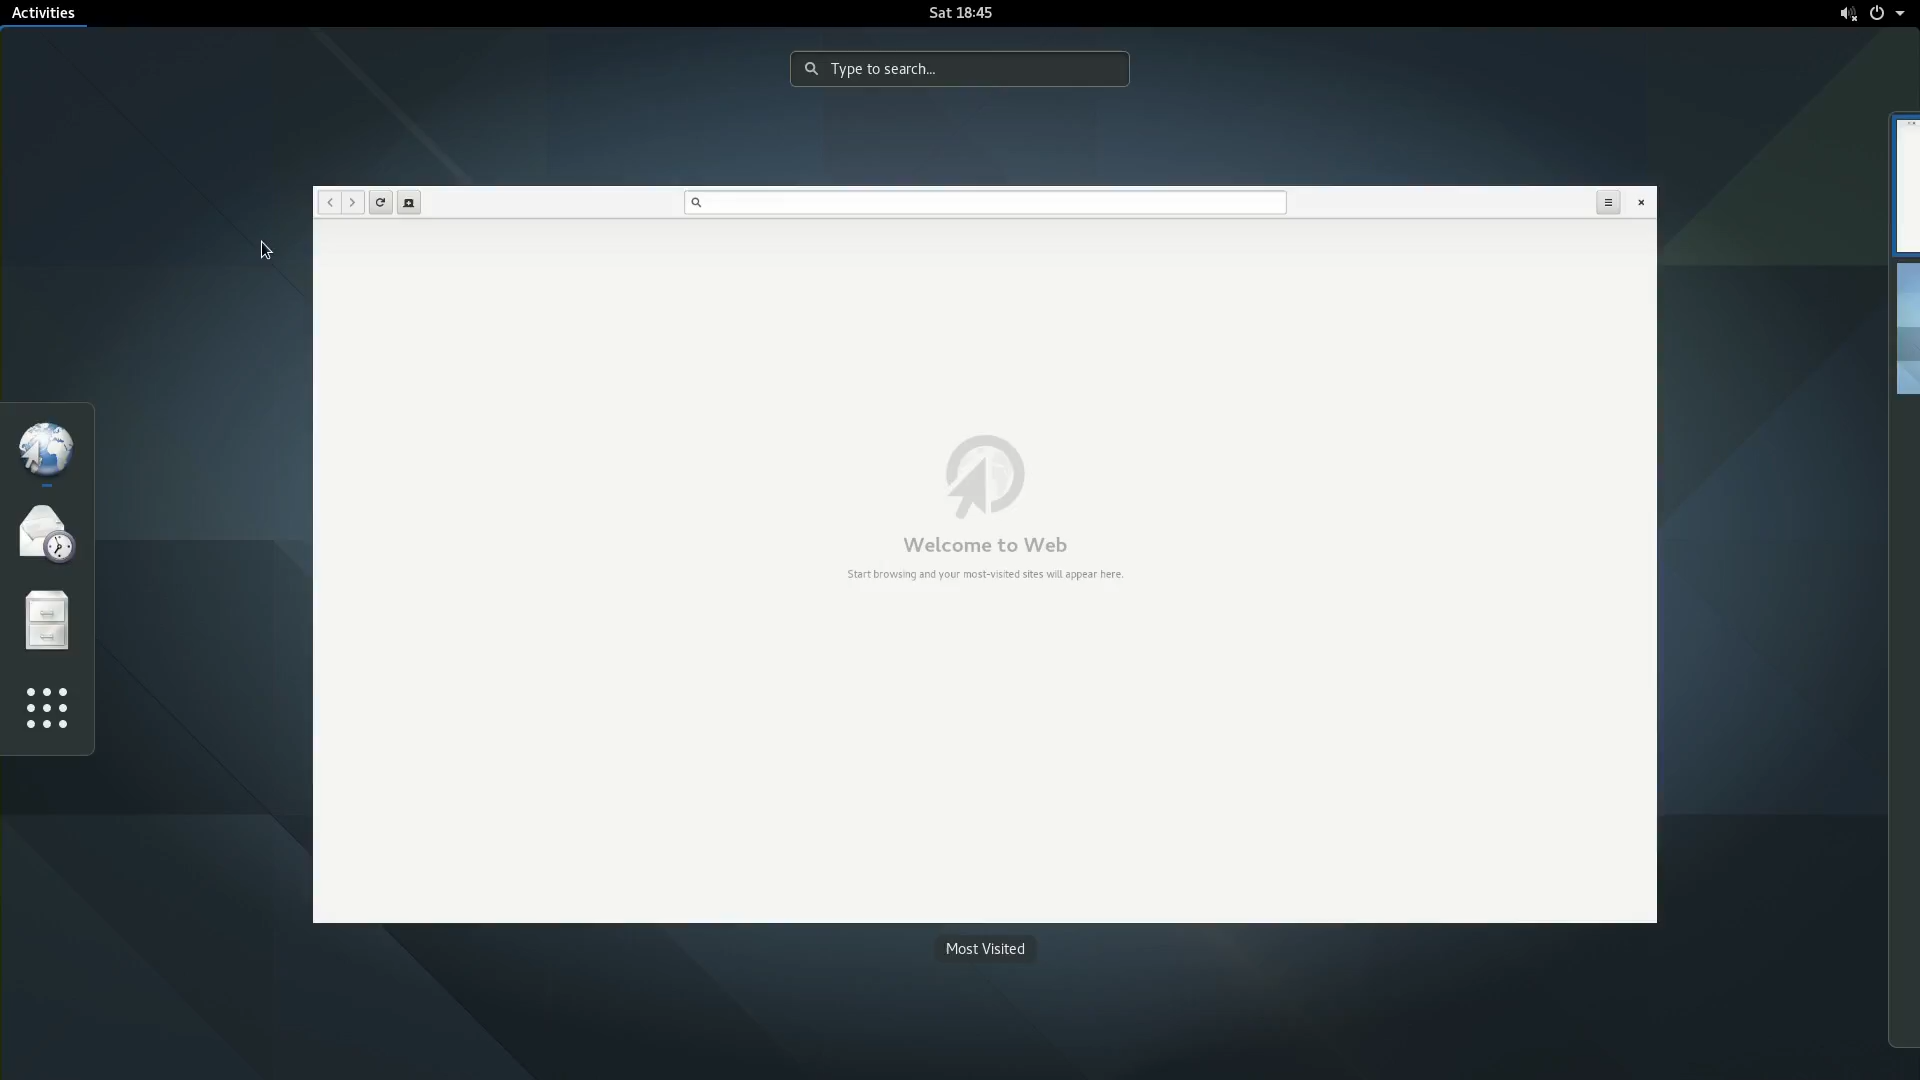 Activities
Sat 18:45
Type to search...
Welcome to Web
Start browsing and your most-visited sites will appear here.
Most Visited